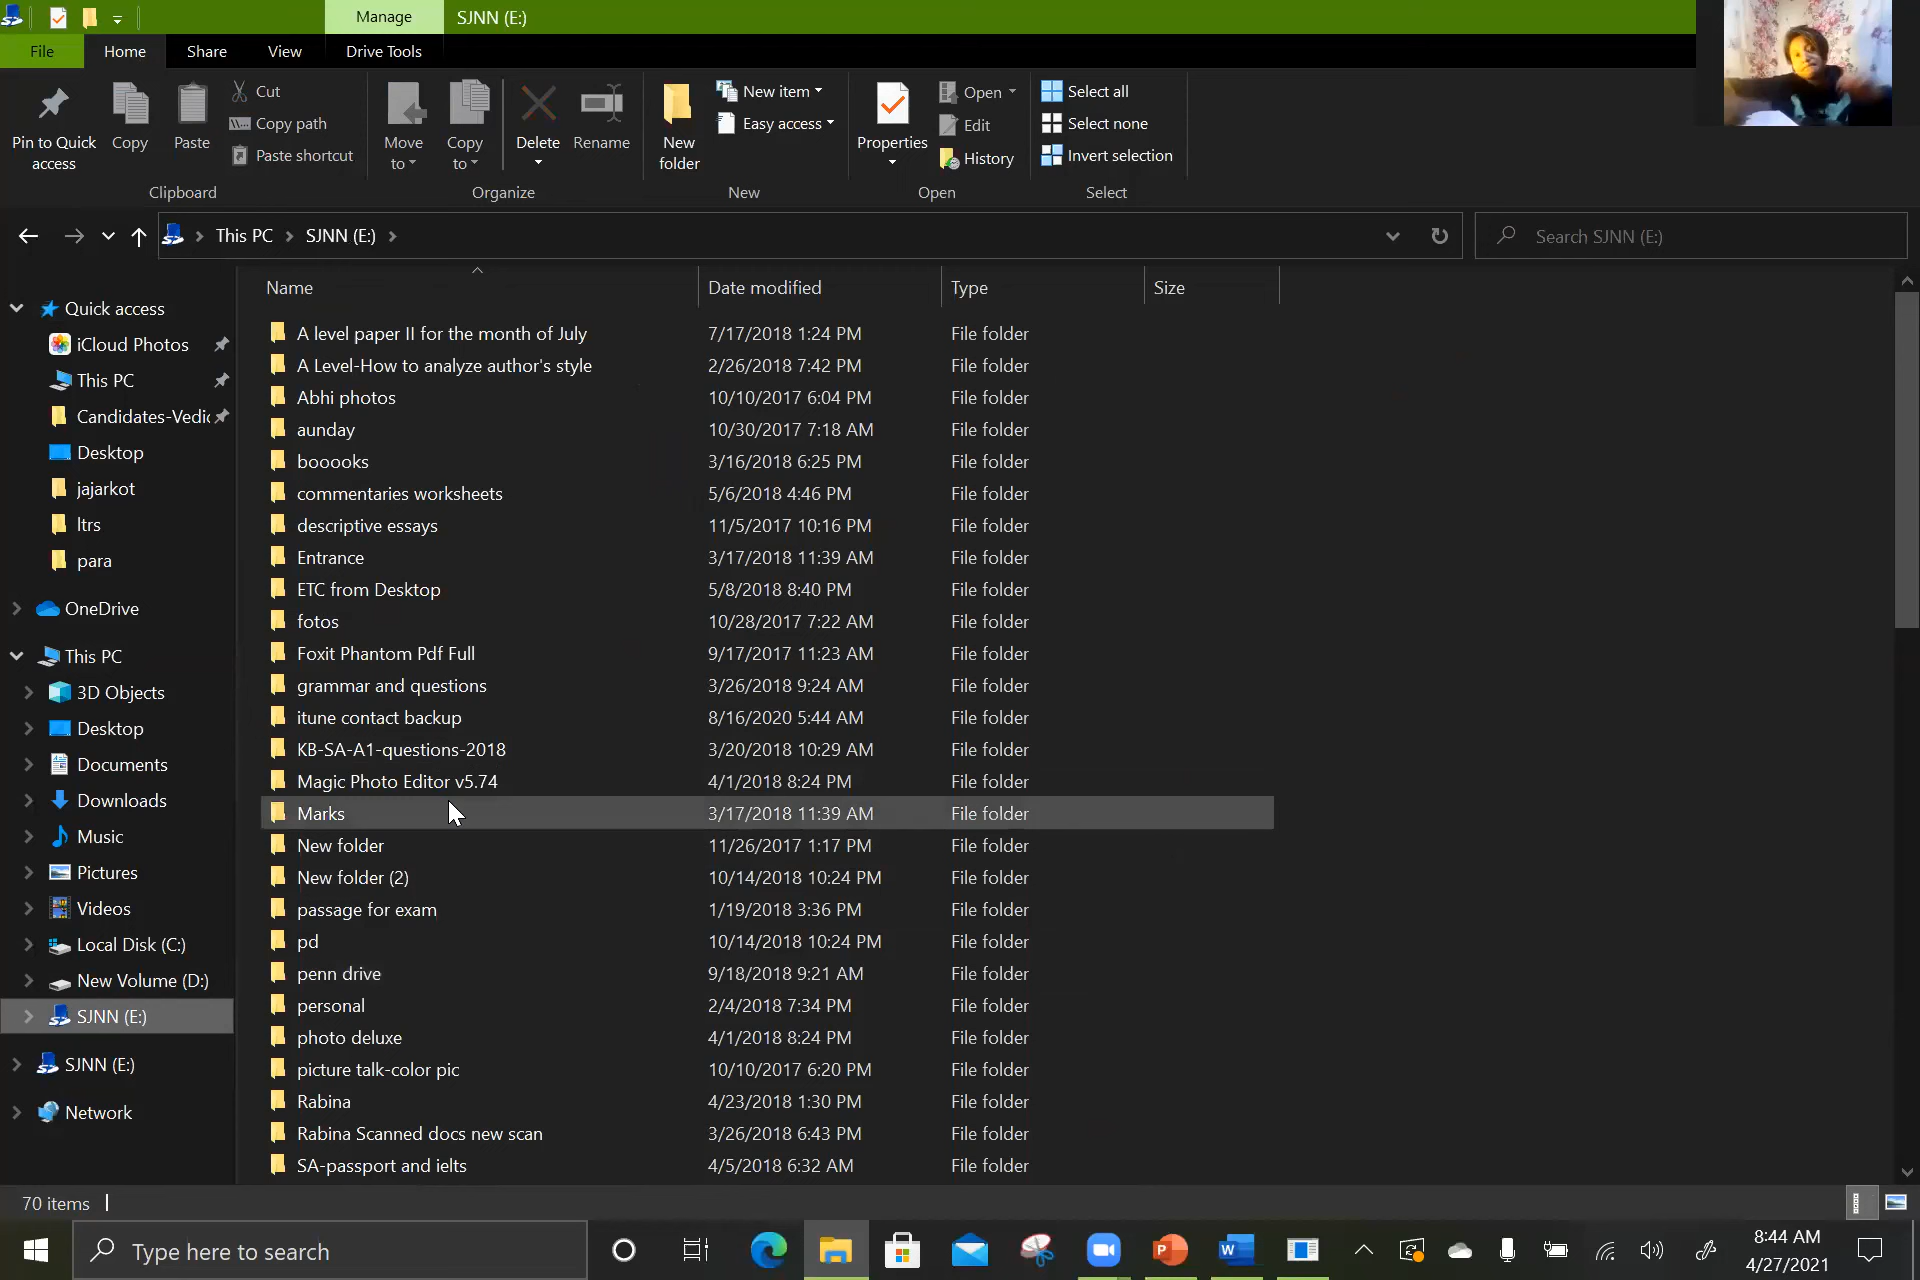 Manage SJNN (E:)
File Home Share View Drive Tools
Pin to Quick access
Copy
Paste
Cut
Copy path
Paste shortcut
Clipboard
Move to
Copy to
Delete
Rename
Organize
New folder
New item
Easy access
New
Properties
Open
Edit
History
Open
Select all
Select none
Invert selection
Select
This PC SJNN (E:)
Search SJNN (E:)
Quick access
iCloud Photos
This PC
Candidates-Vedic
Desktop
jajarkot
ltrs
para
OneDrive
This PC
3D Objects
Desktop
Documents
Downloads
Music
Pictures
Videos
Local Disk (C:)
New Volume (D:)
SJNN (E:)
SJNN (E:)
Network
Name Date modified Type Size
A level paper II for the month of July 7/17/2018 1:24 PM File folder
A Level-How to analyze author's style 2/26/2018 7:42 PM File folder
Abhi photos 10/10/2017 6:04 PM File folder
aunday 10/30/2017 7:18 AM File folder
booooks 3/16/2018 6:25 PM File folder
commentaries worksheets 5/6/2018 4:46 PM File folder
descriptive essays 11/5/2017 10:16 PM File folder
Entrance 3/17/2018 11:39 AM File folder
ETC from Desktop 5/8/2018 8:40 PM File folder
fotos 10/28/2017 7:22 AM File folder
Foxit Phantom Pdf Full 9/17/2017 11:23 AM File folder
grammar and questions 3/26/2018 9:24 AM File folder
itune contact backup 8/16/2020 5:44 AM File folder
KB-SA-A1-questions-2018 3/20/2018 10:29 AM File folder
Magic Photo Editor v5.74 4/1/2018 8:24 PM File folder
Marks 3/17/2018 11:39 AM File folder
New folder 11/26/2017 1:17 PM File folder
New folder (2) 10/14/2018 10:24 PM File folder
passage for exam 1/19/2018 3:36 PM File folder
pd 10/14/2018 10:24 PM File folder
penn drive 9/18/2018 9:21 AM File folder
personal 2/4/2018 7:34 PM File folder
photo deluxe 4/1/2018 8:24 PM File folder
picture talk-color pic 10/10/2017 6:20 PM File folder
Rabina 4/23/2018 1:30 PM File folder
Rabina Scanned docs new scan 3/26/2018 6:43 PM File folder
SA-passport and ielts 4/5/2018 6:32 AM File folder
70 items
Type here to search
8:44 AM
4/27/2021